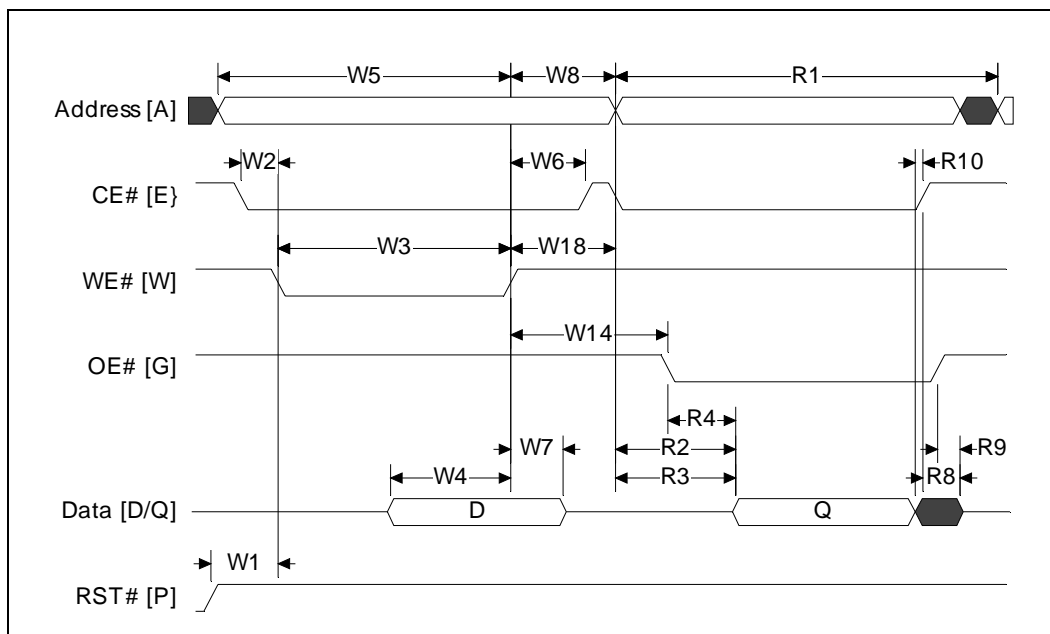 W5 W8 R1
Address [A]
W2 W6 R10
CE# [E}
W3 W18
WE# [W]
W14
OE# [G]
R4
W7 R2 R9
W4 R3 R8
Data [D/Q] D Q
W1
RST# [P]